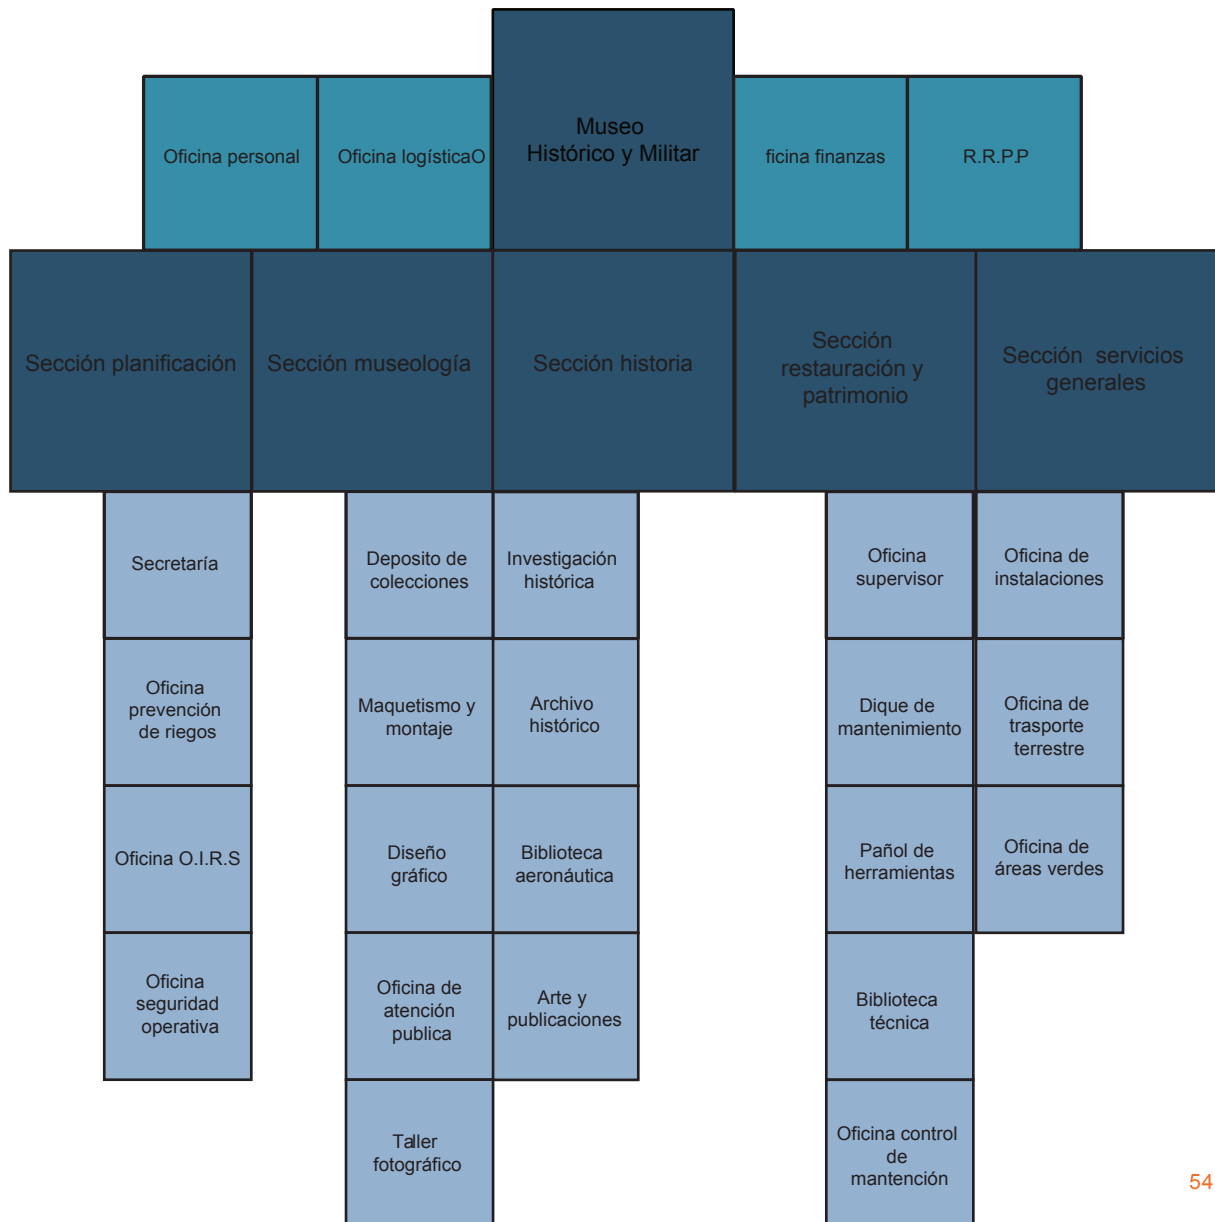 Museo
Histórico y Militar
Oficina personal
Oficina logísticaO
ficina finanzas
R.R.P.P
Sección planificación
Sección museología
Sección historia
Sección
restauración y
patrimonio
Sección servicios
generales
Secretaría
Deposito de
colecciones
Investigación
histórica
Oficina
supervisor
Oficina de
instalaciones
Oficina
prevención
de riegos
Maquetismo y
montaje
Archivo
histórico
Dique de
mantenimiento
Oficina de
trasporte
terrestre
Oficina O.I.R.S
Diseño
gráfico
Biblioteca
aeronáutica
Pañol de
herramientas
Oficina de
áreas verdes
Oficina
seguridad
operativa
Oficina de
atención
publica
Arte y
publicaciones
Biblioteca
técnica
Taller
fotográfico
Oficina control
de
mantención
54